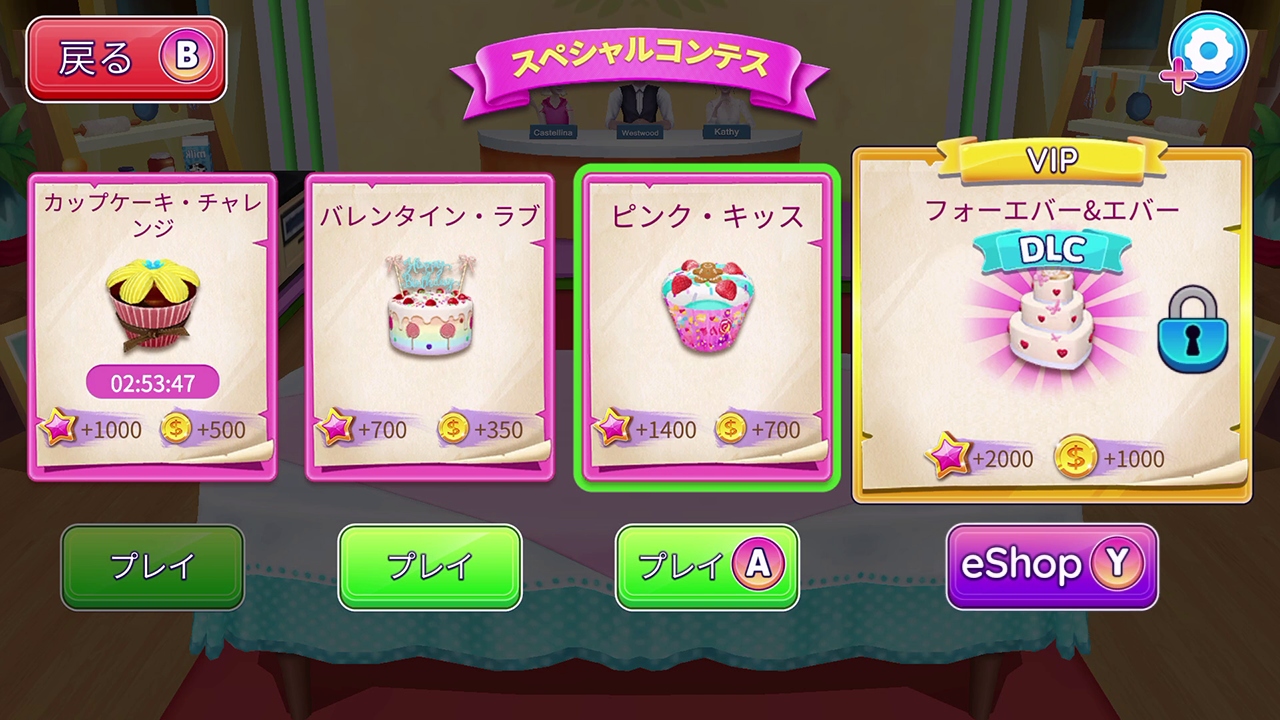 戻る B
スペシャルコンテス
Castellina
Westwood
Kathy
カップケーキ・チャレ
ンジ
02:53:47
+1000 +500
バレンタイン・ラブ
+700 +350
ピンク・キッス
+1400 +700
VIP
フォーエバー&エバー
DLC
+2000 +1000
プレイ
プレイ
プレイ A
eShop Y